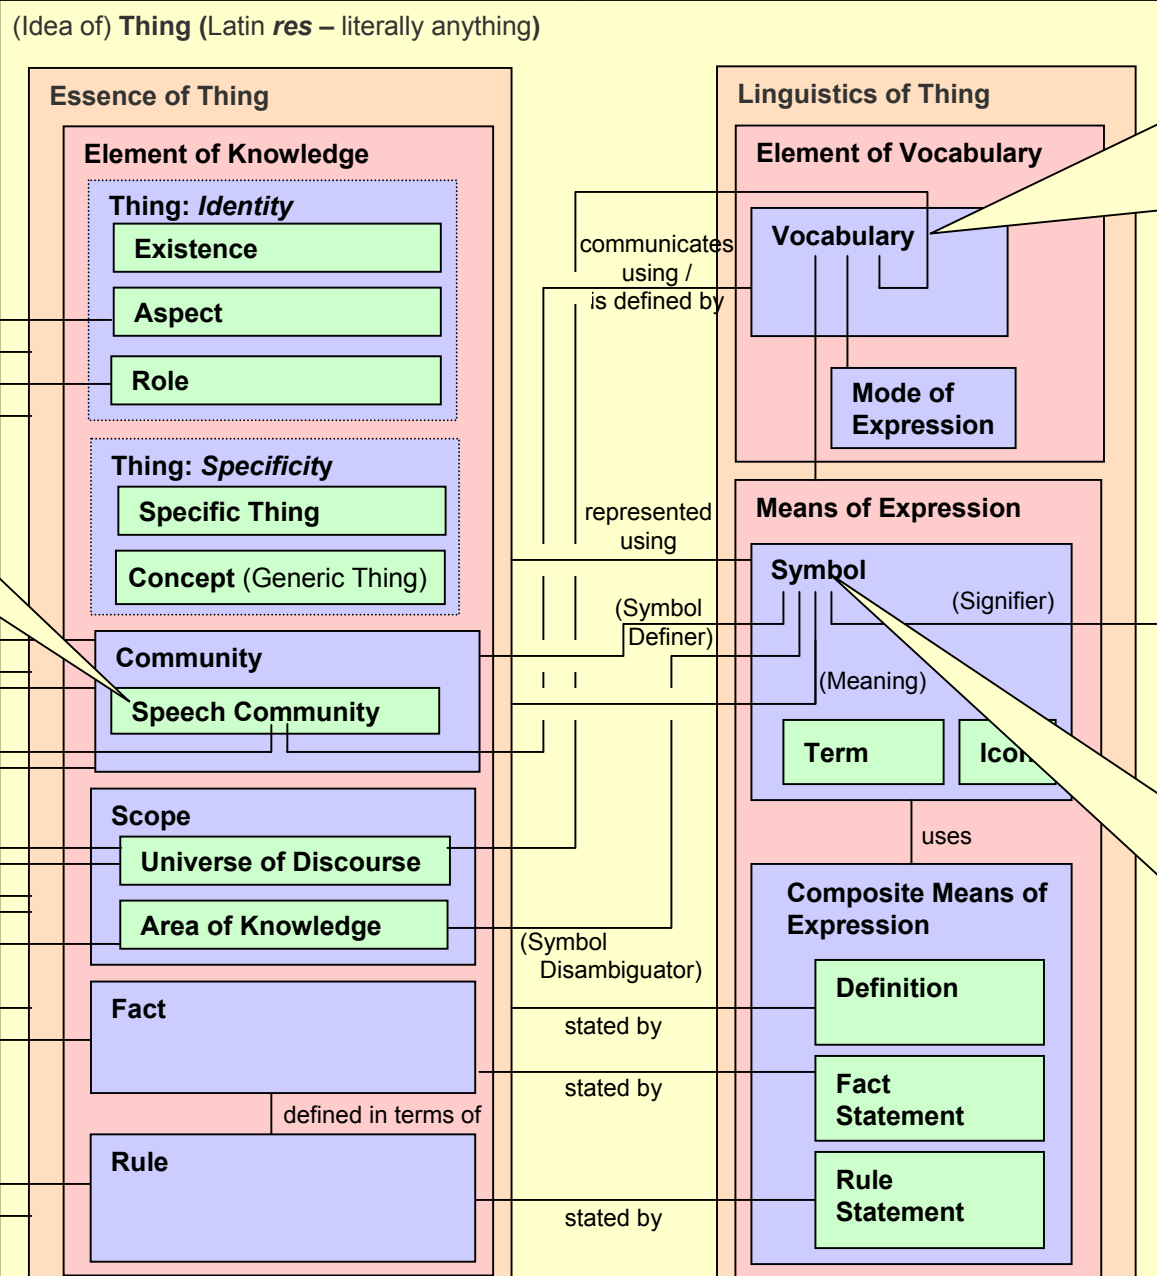 (Idea of) Thing (Latin res – literally anything)
Essence of Thing
Element of Knowledge
Thing: Identity
Existence
Aspect
Role
Thing: Specificity
Specific Thing
Concept (Generic Thing)
Community
Speech Community
Scope
Universe of Discourse
Area of Knowledge
Fact
defined in terms of
Rule
communicates
using /
is defined by
represented
using
(Symbol
Definer)
(Symbol
Disambiguator)
stated by
stated by
stated by
Linguistics of Thing
Element of Vocabulary
Vocabulary
Mode of
Expression
Means of Expression
Symbol
(Signifier)
(Meaning)
Term
uses
Composite Means of
Expression
Definition
Fact
Statement
Rule
Statement